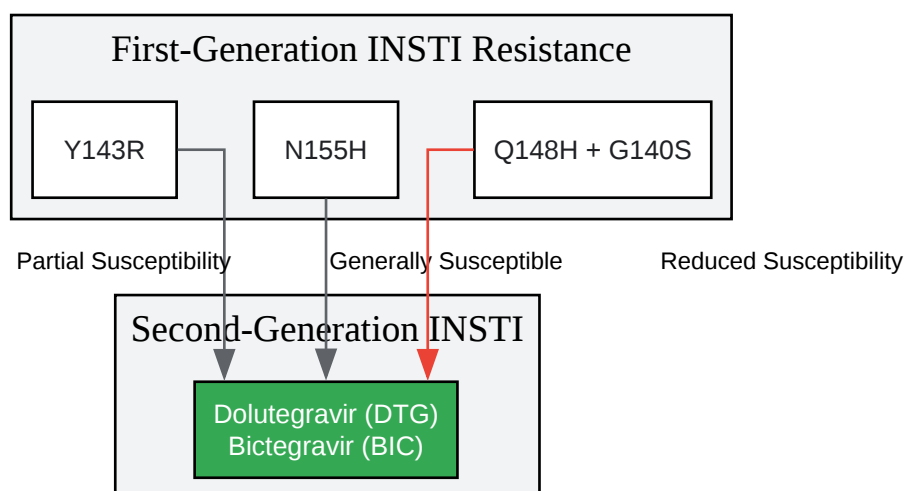 First-Generation INSTI Resistance
Y143R
N155H
Q148H + G140S
Partial Susceptibility
Generally Susceptible
Reduced Susceptibility
Second-Generation INSTI
Dolutegravir (DTG)
Bictegravir (BIC)